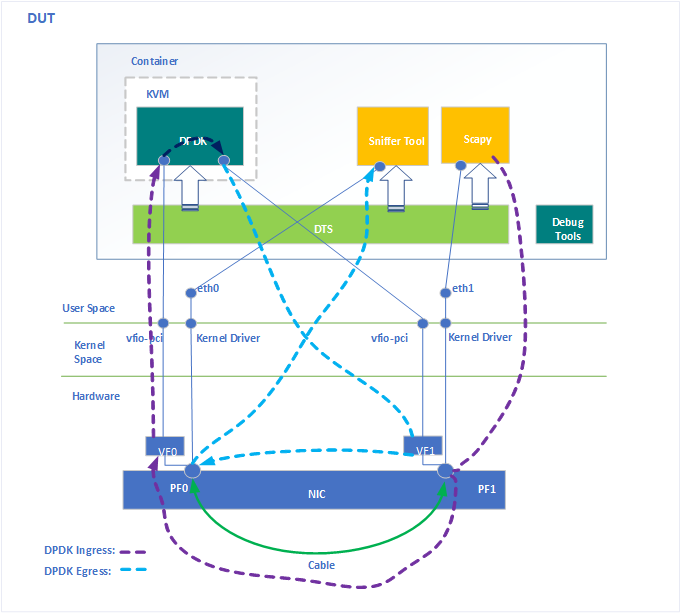 DUT
Container
KVM
DPDK
Sniffer Tool
Scapy
DTS
Debug
Tools
eth0
eth1
User Space
vfio-pci
Kernel Driver
vfio-pci
Kernel Driver
Kernel
Space
Hardware
VF0
VF1
PF0
NIC
PF1
DPDK Ingress:
Cable
DPDK Egress: